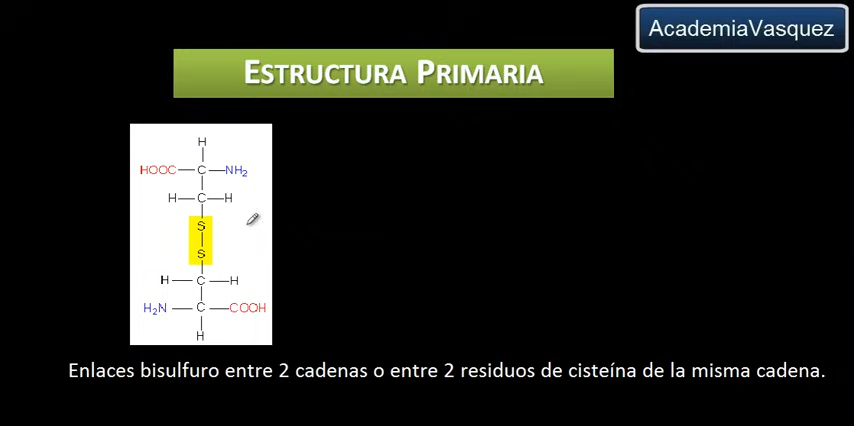 AcademiaVasquez
ESTRUCTURA PRIMARIA
H
HOOC—C—NH₂
H—C—H
S
S
H—C—H
H₂N—C—COOH
H
Enlaces bisulfuro entre 2 cadenas o entre 2 residuos de cisteína de la misma cadena.